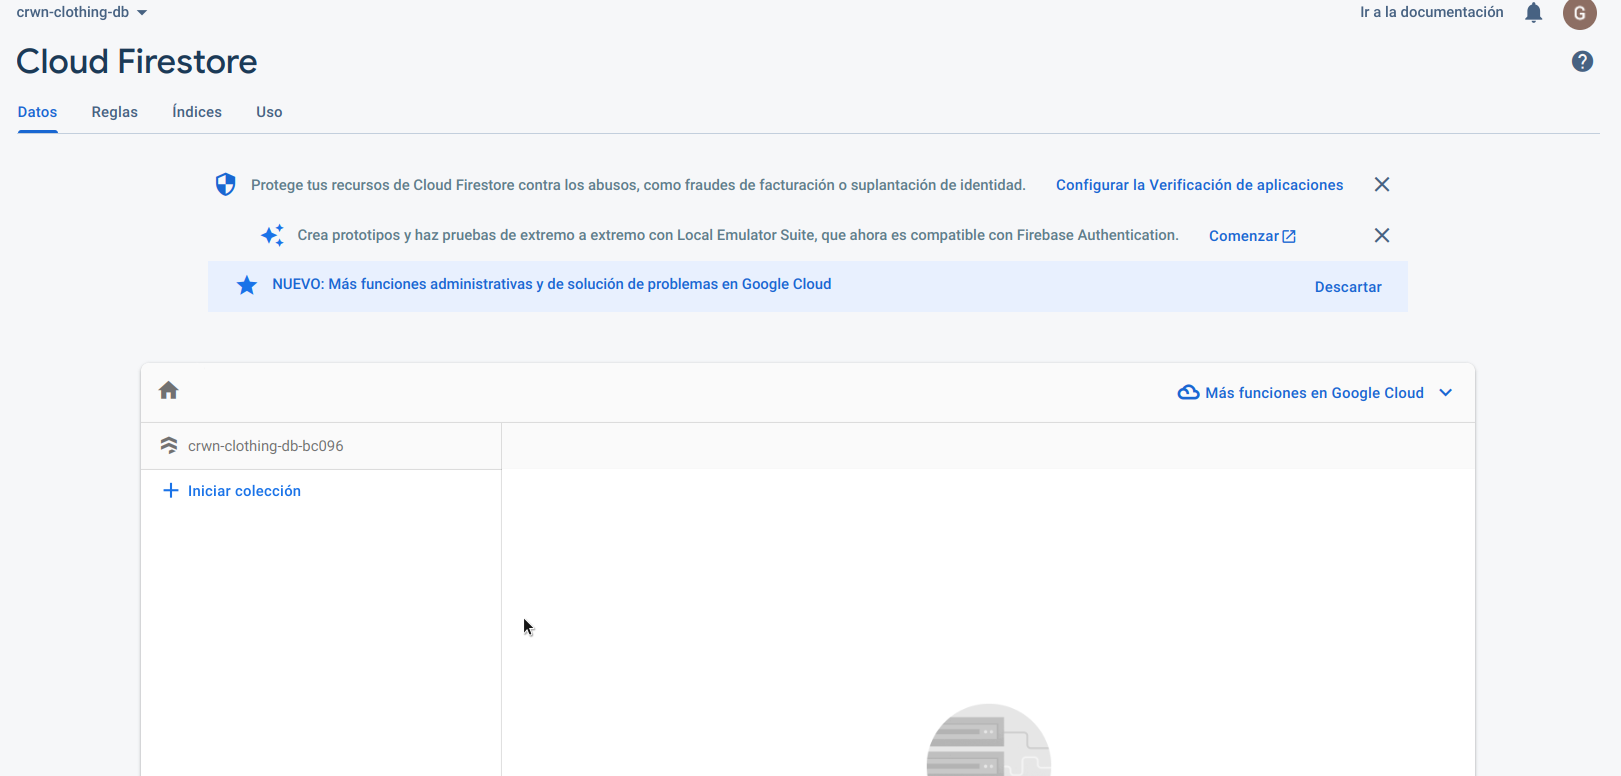 crwn-clothing-db
Ir a la documentación
G
Cloud Firestore
?
Datos
Reglas
Índices
Uso
Protege tus recursos de Cloud Firestore contra los abusos, como fraudes de facturación o suplantación de identidad.
Configurar la Verificación de aplicaciones
Crea prototipos y haz pruebas de extremo a extremo con Local Emulator Suite, que ahora es compatible con Firebase Authentication.
Comenzar
NUEVO: Más funciones administrativas y de solución de problemas en Google Cloud
Descartar
Más funciones en Google Cloud
crwn-clothing-db-bc096
Iniciar colección